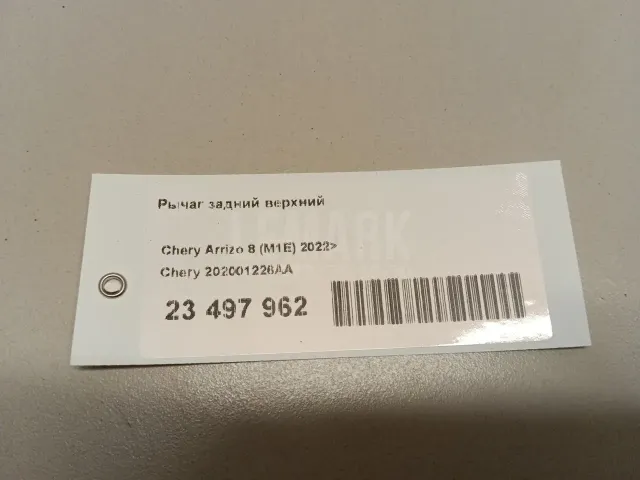 Рычаг задний верхний
Chery Arrizo 8 (M1E) 2022>
Chery 202001226AA
23 497 962